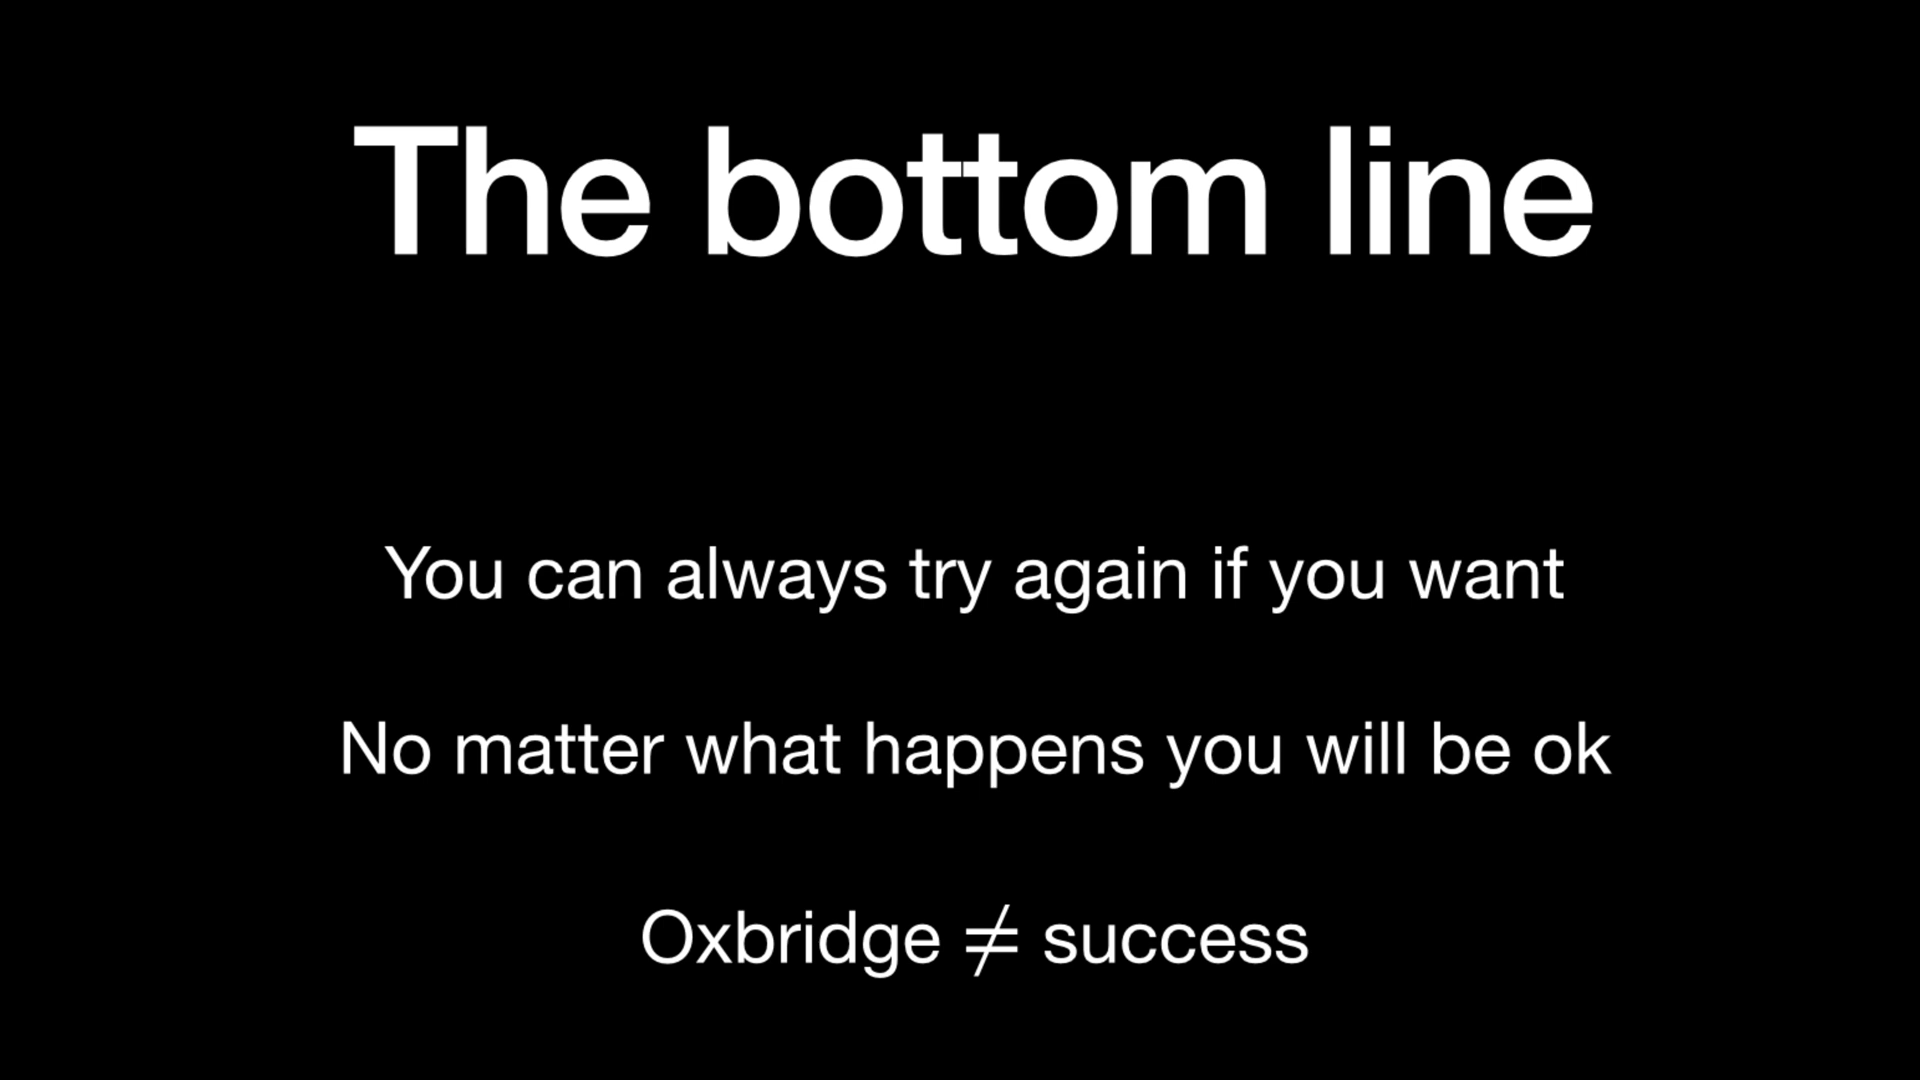 The bottom line
You can always try again if you want
No matter what happens you will be ok
Oxbridge ≠ success